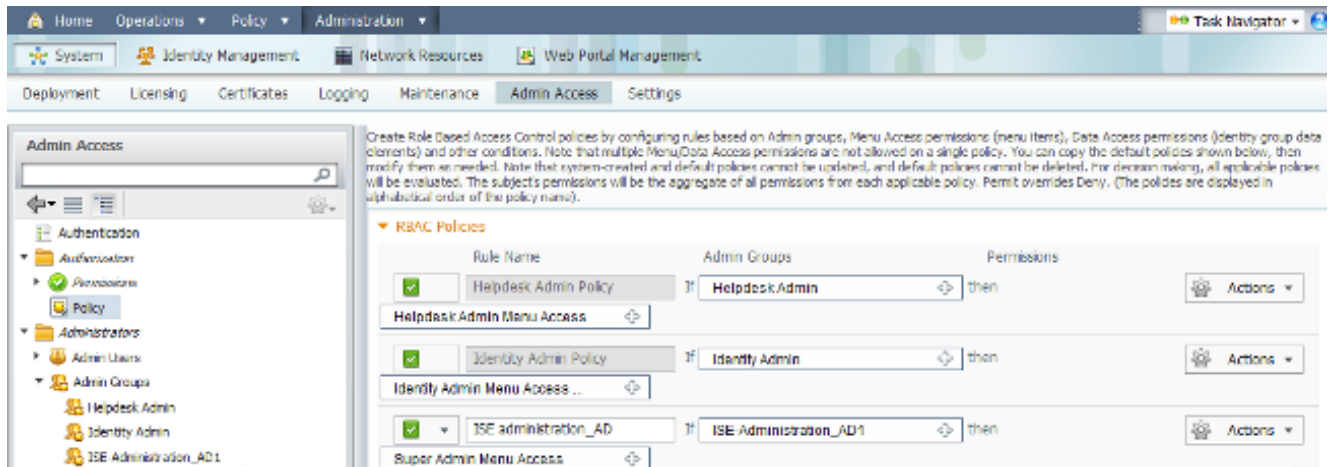 Home Operations Policy Administration Task Navigator
System Identity Management Network Resources Web Portal Management
Deployment Licensing Certificates Logging Maintenance Admin Access Settings
Admin Access
Authentication
Authorization
Permissions
Policy
Administrators
Admin Users
Admin Groups
Helpdesk Admin
Identity Admin
ISE-Administration_AD1
Create Role Based Access Control policies by configuring rules based on Admin groups, Menu Access permissions (menu items), Data Access permissions (identity group data
elements) and other conditions. Note that multiple Menu/Data Access permissions are not allowed on a single policy. You can copy the default policies shown below, then
modify them as needed. Note that system-created and default policies cannot be updated, and default policies cannot be deleted. For decision making, all applicable policies
will be evaluated. The subject's permissions will be the aggregate of all permissions from each applicable policy. Permit overrides Deny. (The policies are displayed in
alphabetical order of the policy name).
RBAC Policies
Rule Name Admin Groups Permissions
Helpdesk Admin Policy If Helpdesk Admin then Actions
Helpdesk Admin Menu Access
Identity Admin Policy If Identity Admin then Actions
Identity Admin Menu Access ...
ISE administration_AD If ISE-Administration_AD1 then Actions
Super Admin Menu Access